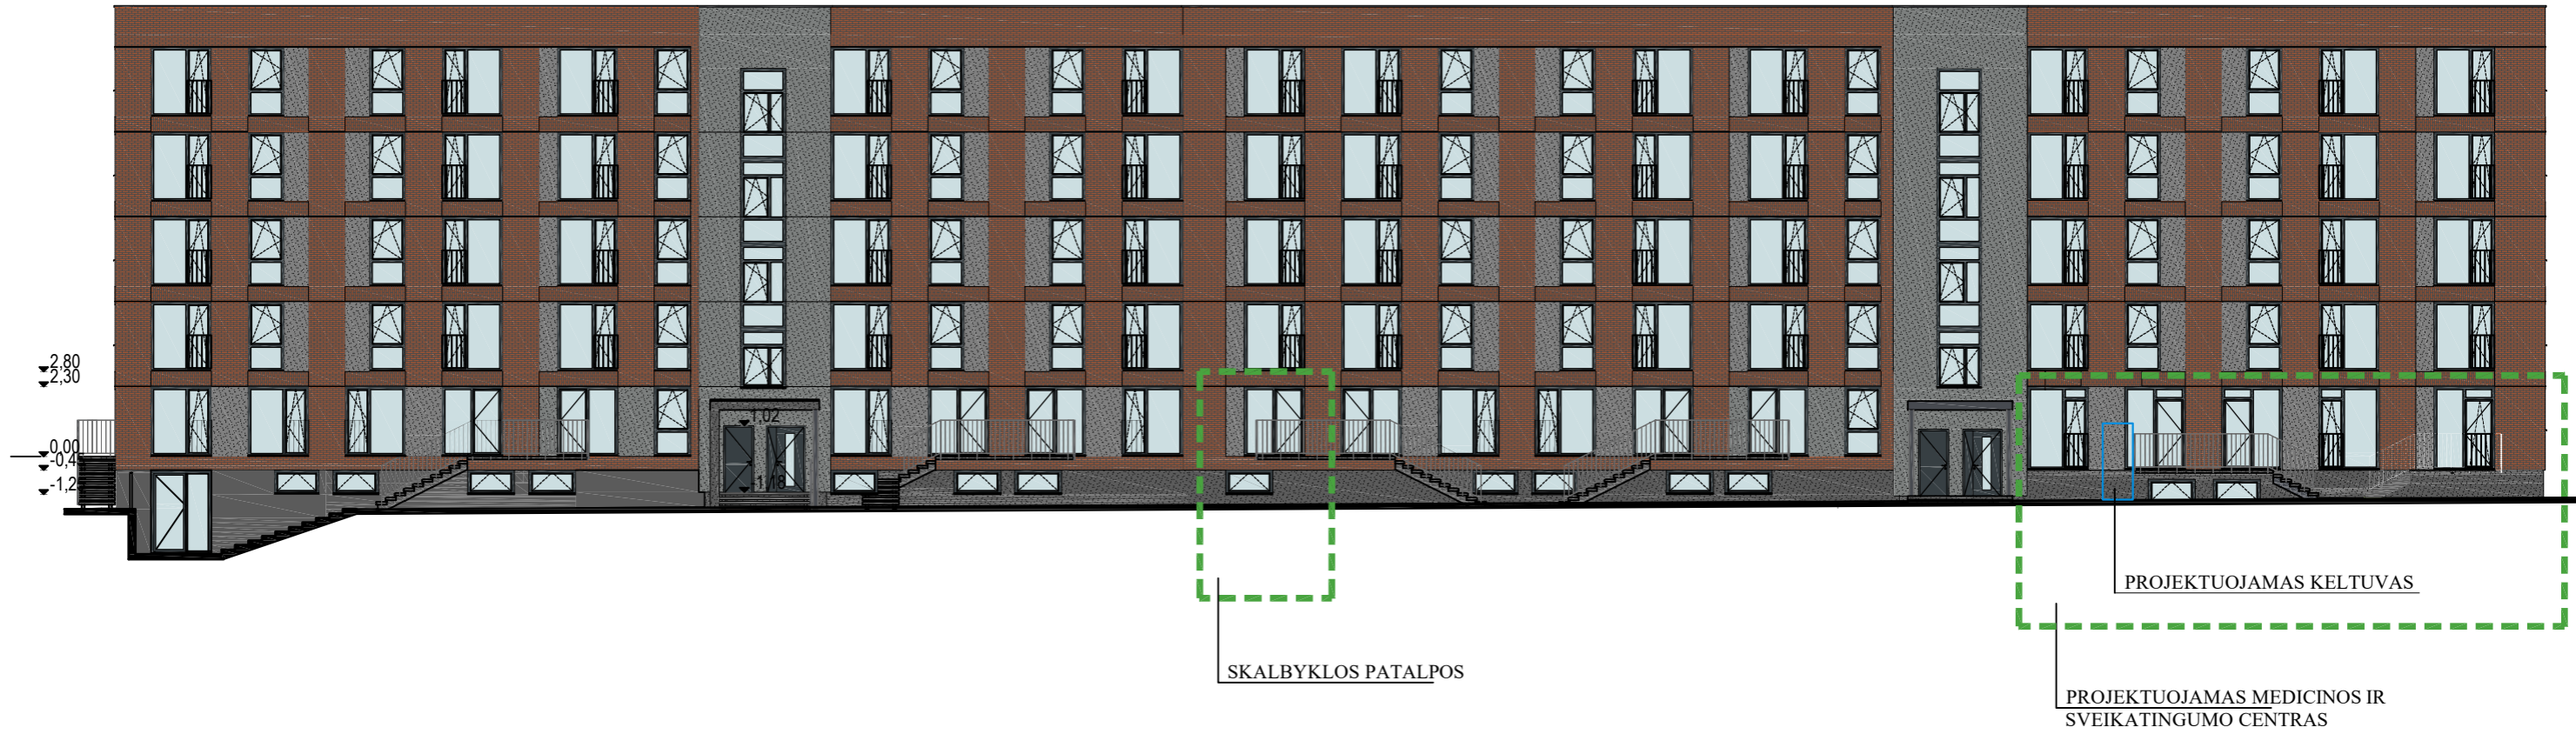 2.80
2,30
1,02
0,00
-0,4
-1,2
-1,18
PROJEKTUOJAMAS KELTUVAS
SKALBYKLOS PATALPOS
PROJEKTUOJAMAS MEDICINOS IR
SVEIKATINGUMO CENTRAS